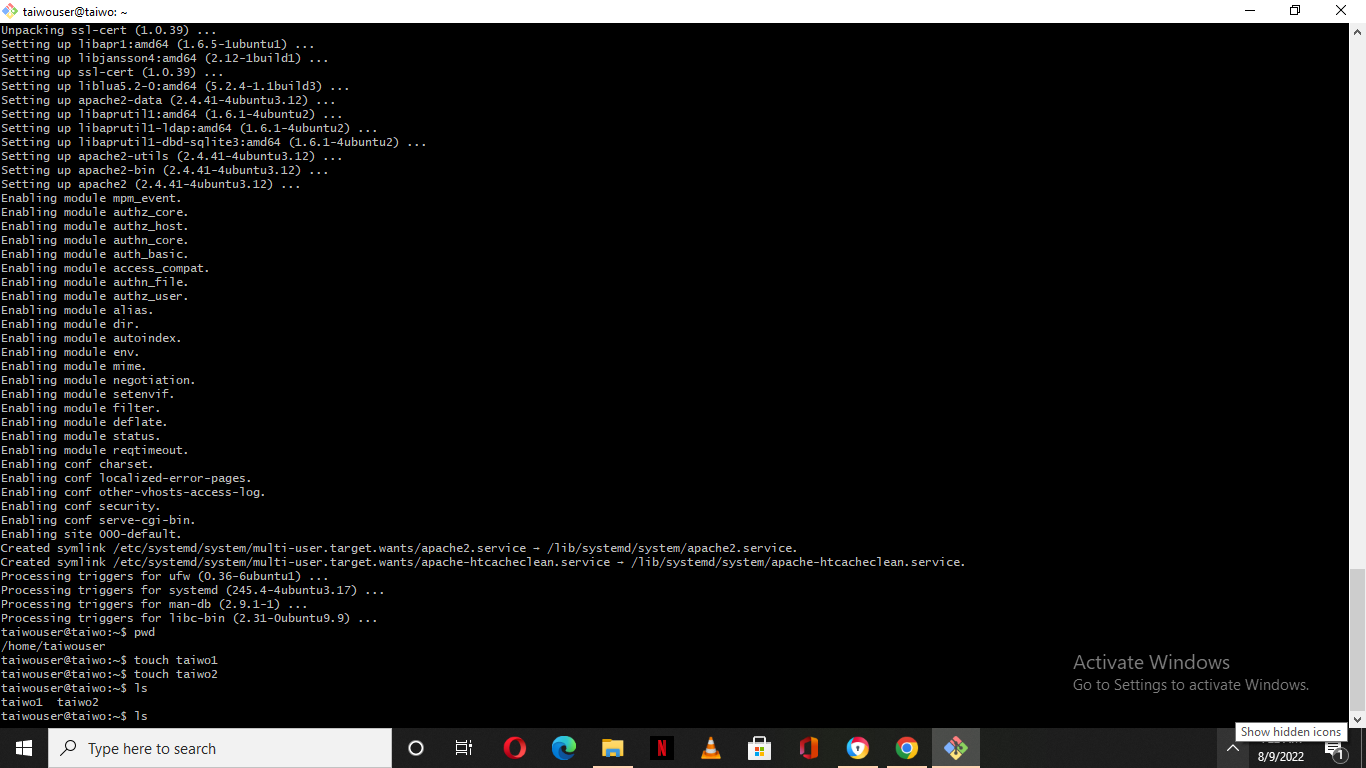 taiwouser@taiwo: ~
Unpacking ssl-cert (1.0.39) ...
Setting up libapr1:amd64 (1.6.5-1ubuntu1) ...
Setting up libjansson4:amd64 (2.12-1build1) ...
Setting up ssl-cert (1.0.39) ...
Setting up liblua5.2-0:amd64 (5.2.4-1.1build3) ...
Setting up apache2-data (2.4.41-4ubuntu3.12) ...
Setting up libaprutil1:amd64 (1.6.1-4ubuntu2) ...
Setting up libaprutil1-ldap:amd64 (1.6.1-4ubuntu2) ...
Setting up libaprutil1-dbd-sqlite3:amd64 (1.6.1-4ubuntu2) ...
Setting up apache2-utils (2.4.41-4ubuntu3.12) ...
Setting up apache2-bin (2.4.41-4ubuntu3.12) ...
Setting up apache2 (2.4.41-4ubuntu3.12) ...
Enabling module mpm_event.
Enabling module authz_core.
Enabling module authz_host.
Enabling module authn_core.
Enabling module auth_basic.
Enabling module access_compat.
Enabling module authn_file.
Enabling module authz_user.
Enabling module alias.
Enabling module dir.
Enabling module autoindex.
Enabling module env.
Enabling module mime.
Enabling module negotiation.
Enabling module setenvif.
Enabling module filter.
Enabling module deflate.
Enabling module status.
Enabling module reqtimeout.
Enabling conf charset.
Enabling conf localized-error-pages.
Enabling conf other-vhosts-access-log.
Enabling conf security.
Enabling conf serve-cgi-bin.
Enabling site 000-default.
Created symlink /etc/systemd/system/multi-user.target.wants/apache2.service → /lib/systemd/system/apache2.service.
Created symlink /etc/systemd/system/multi-user.target.wants/apache-htcacheclean.service → /lib/systemd/system/apache-htcacheclean.service.
Processing triggers for ufw (0.36-6ubuntu1) ...
Processing triggers for systemd (245.4-4ubuntu3.17) ...
Processing triggers for man-db (2.9.1-1) ...
Processing triggers for libc-bin (2.31-0ubuntu9.9) ...
taiwouser@taiwo:~$ pwd
/home/taiwouser
taiwouser@taiwo:~$ touch taiwo1
taiwouser@taiwo:~$ touch taiwo2
taiwouser@taiwo:~$ ls
taiwo1  taiwo2
taiwouser@taiwo:~$ ls
Activate Windows
Go to Settings to activate Windows.
Show hidden icons
Type here to search
N
8/9/2022
1